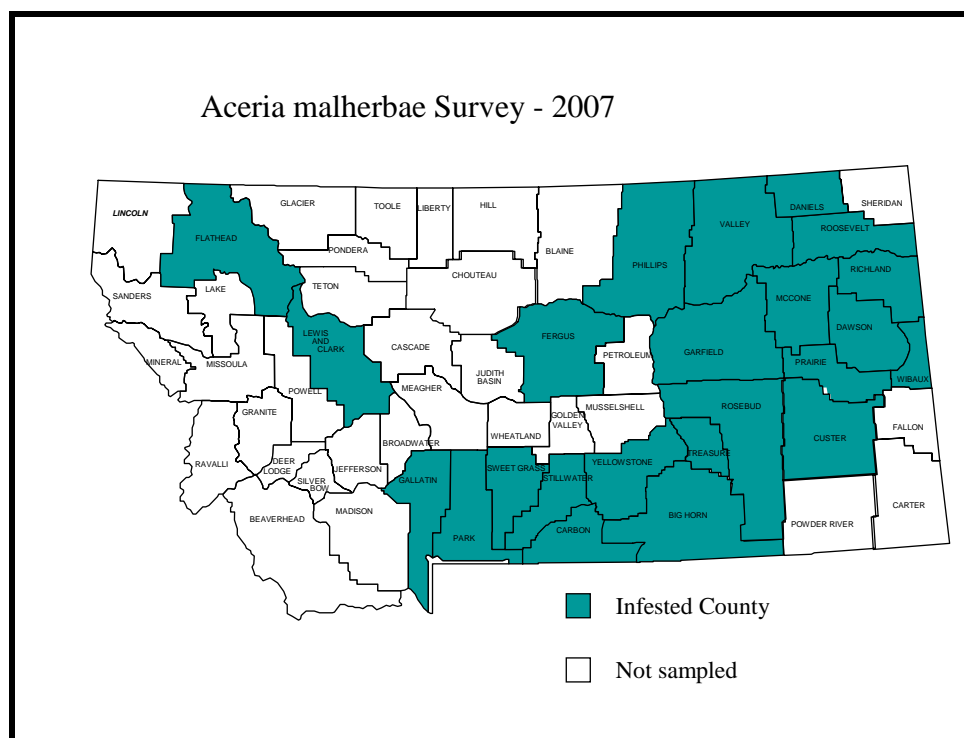 Aceria malherbae Survey - 2007
LINCOLN
FLATHEAD
GLACIER
TOOLE
LIBERTY
HILL
BLAINE
PHILLIPS
VALLEY
DANIELS
SHERIDAN
ROOSEVELT
PONDERA
TETON
CHOUTEAU
RICHLAND
SANDERS
LAKE
MCCONE
DAWSON
LEWIS
AND
CLARK
CASCADE
FERGUS
PETROLEUM
GARFIELD
PRAIRIE
WIBAUX
MINERAL
MISSOULA
POWELL
MEAGHER
JUDITH
BASIN
GRANITE
BROADWATER
WHEATLAND
GOLDEN
VALLEY
MUSSELSHELL
ROSEBUD
CUSTER
FALLON
RAVALLI
DEER
LODGE
SILVER
BOW
JEFFERSON
GALLATIN
SWEET GRASS
STILLWATER
YELLOWSTONE
TREASURE
BEAVERHEAD
MADISON
PARK
CARBON
BIG HORN
POWDER RIVER
CARTER
Infested County
Not sampled